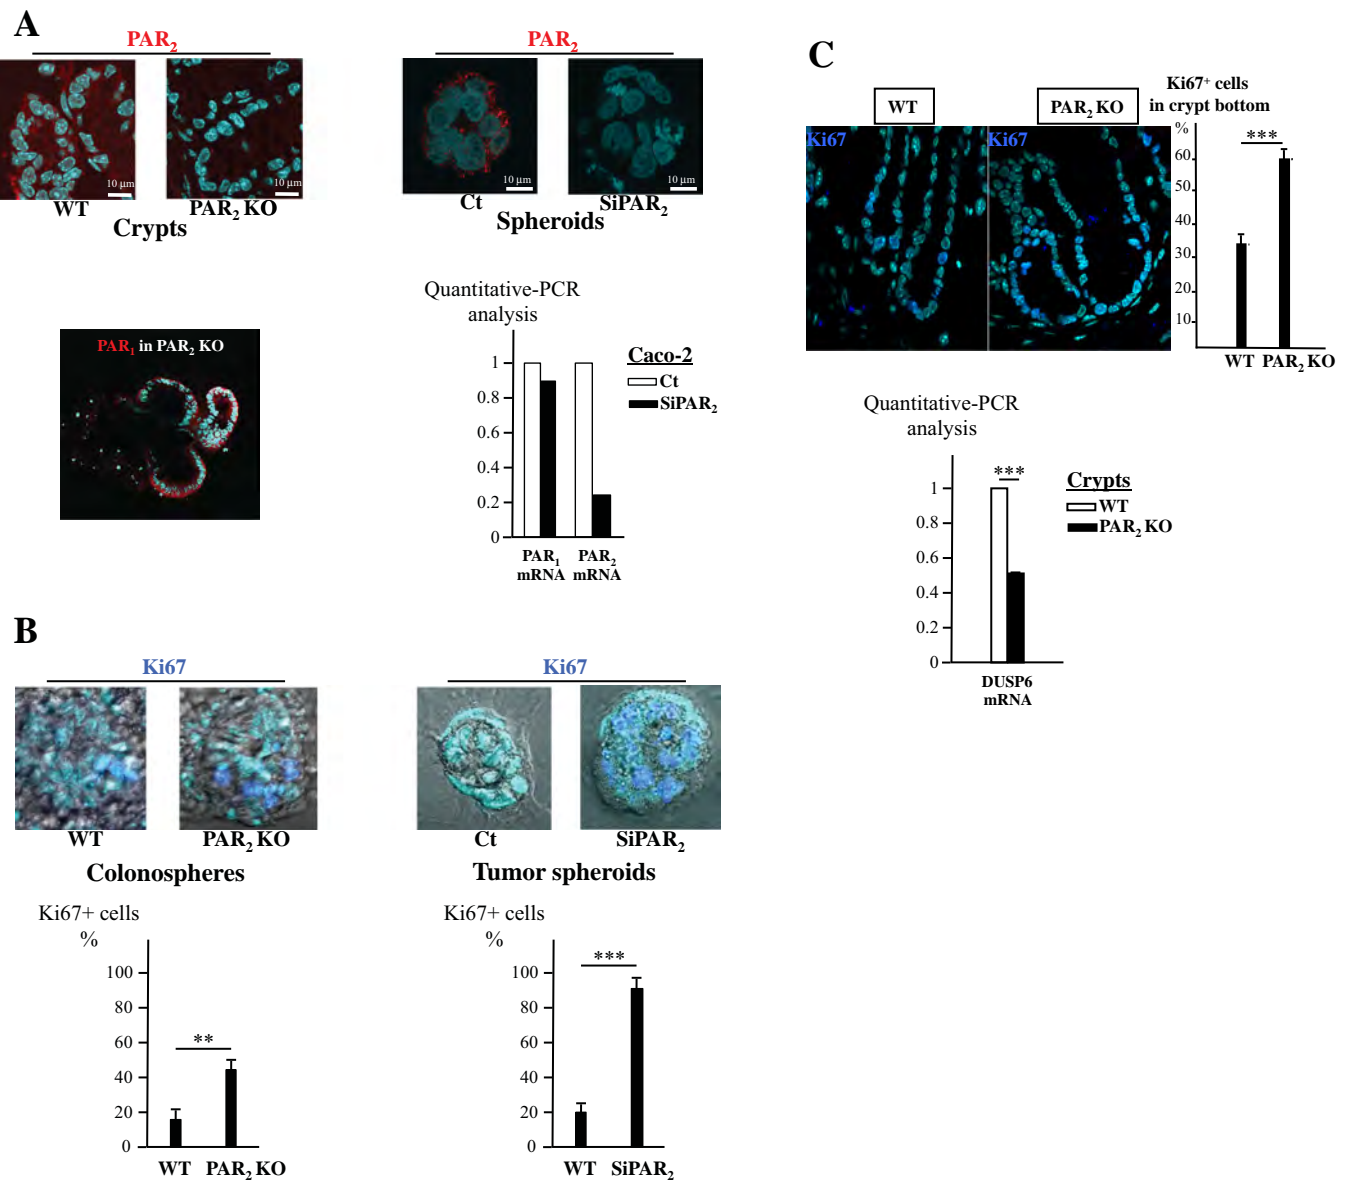 A
PAR2
10 µm
10 µm
WT
PAR2 KO
Crypts
PAR2
10 µm
10 µm
Ct
SiPAR2
Spheroids
PAR1 in PAR2 KO
Quantitative-PCR
analysis
1
0.8
0.6
0.4
0.2
0
PAR1
mRNA
PAR2
mRNA
Caco-2
Ct
SiPAR2
B
Ki67
WT
PAR2 KO
Colonospheres
Ki67+ cells
%
100
80
60
40
20
0
**
WT
PAR2 KO
Ki67
Ct
SiPAR2
Tumor spheroids
Ki67+ cells
%
100
80
60
40
20
0
***
WT
SiPAR2
C
WT
PAR2 KO
Ki67
Ki67
Ki67+ cells
in crypt bottom
%
60
50
40
30
20
10
***
WT
PAR2 KO
Quantitative-PCR
analysis
1
0.8
0.6
0.4
0.2
0
***
DUSP6
mRNA
Crypts
WT
PAR2 KO